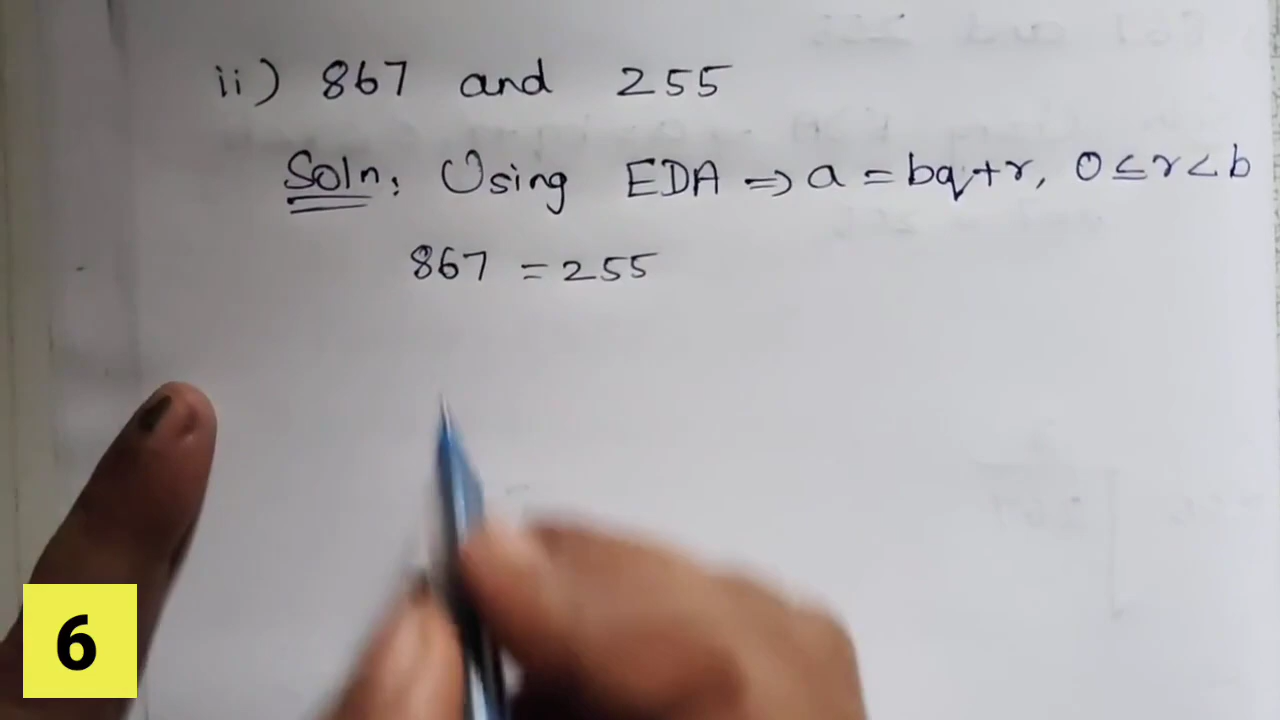 ii) 867 and 255
Soln: Using EDA => a = bq+r, 0 ≤ r < b
867 = 255
6